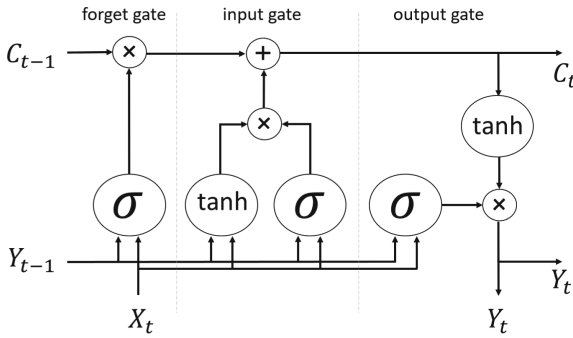 forget gate input gate output gate
C_{t-1} × + C_t
× tanh
σ tanh σ σ ×
Y_{t-1} Y_t
X_t Y_t